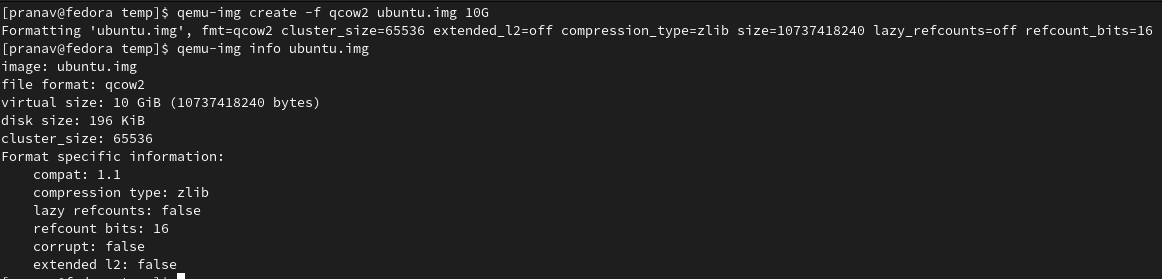 [pranav@fedora temp]$ qemu-img create -f qcow2 ubuntu.img 10G
Formatting 'ubuntu.img', fmt=qcow2 cluster_size=65536 extended_l2=off compression_type=zlib size=10737418240 lazy_refcounts=off refcount_bits=16
[pranav@fedora temp]$ qemu-img info ubuntu.img
image: ubuntu.img
file format: qcow2
virtual size: 10 GiB (10737418240 bytes)
disk size: 196 KiB
cluster_size: 65536
Format specific information:
    compat: 1.1
    compression type: zlib
    lazy refcounts: false
    refcount bits: 16
    corrupt: false
    extended l2: false